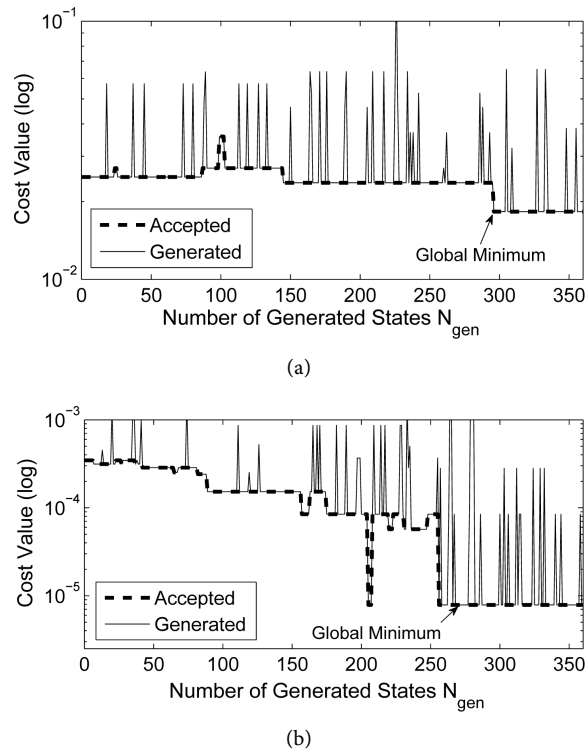 10^-1
Cost Value (log)
Accepted
Generated
Global Minimum
10^-2
0 50 100 150 200 250 300 350
Number of Generated States N_gen
(a)
10^-3
10^-4
Cost Value (log)
10^-5
Accepted
Generated
Global Minimum
0 50 100 150 200 250 300 350
Number of Generated States N_gen
(b)